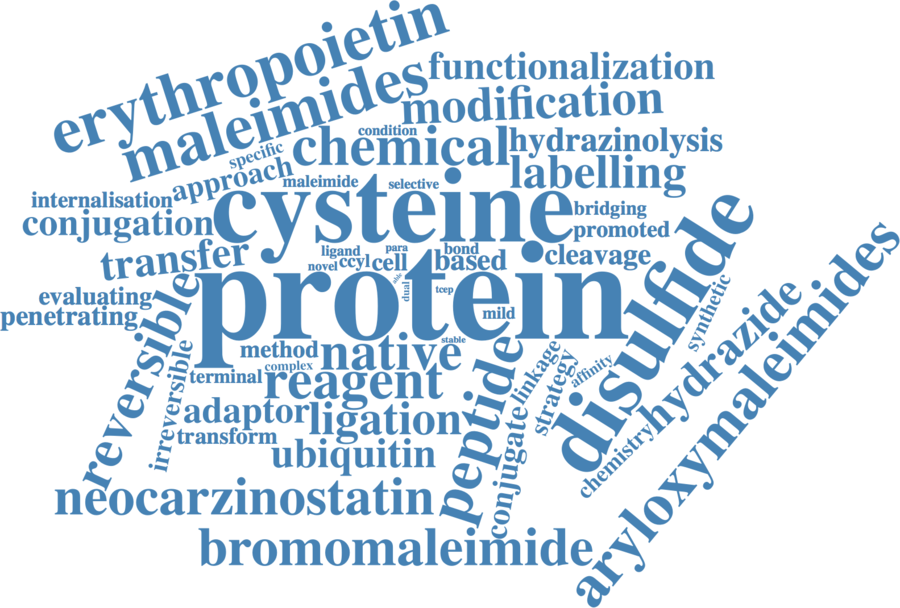 erythropoietin
maleimides
functionalization
modification
condition
chemical
hydrazinolysis
specific
approach
maleimide
selective
labelling
internalisation
conjugation
cysteine
bridging
promoted
transfer
ligand
para
bond
novel
ccyl
cell
based
cleavage
disulfide
aryloxymaleimides
evaluating
penetrating
protein
dual
tcep
mild
synthetic
reversible
irreversible
method
native
stable
terminal
complex
reagent
peptide
linkage
strategy
affinity
hydrazide
chemistry
adaptor
ligation
transform
conjugate
ubiquitin
neocarzinostatin
bromomaleimide